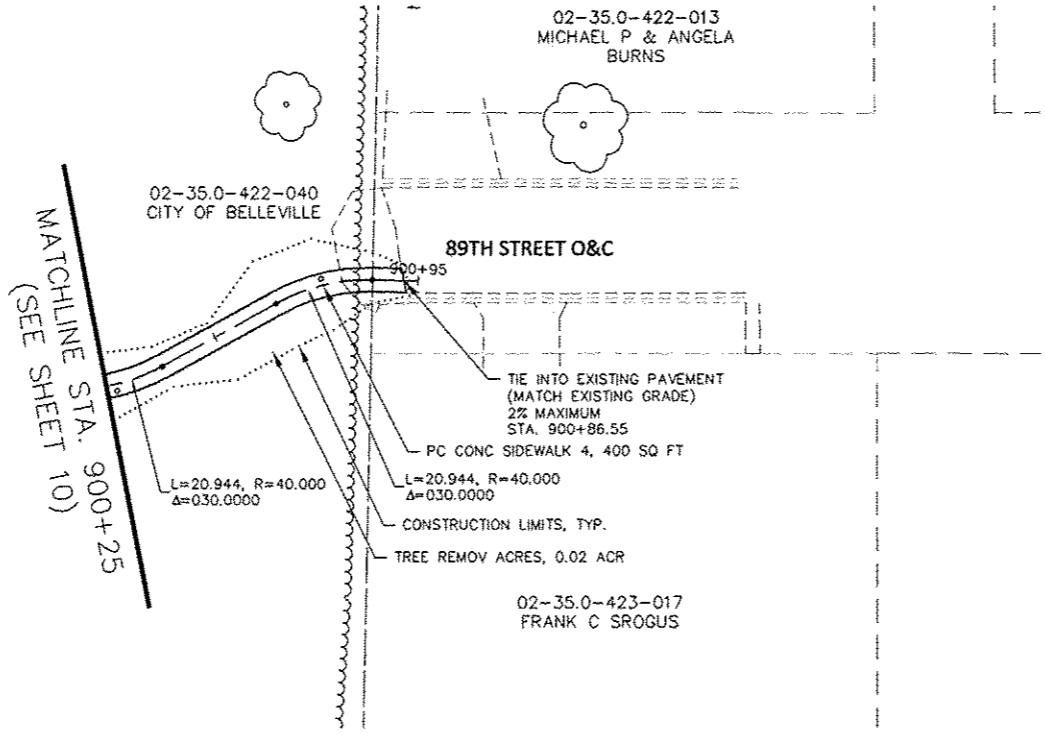 02-35.0-422-013
MICHAEL P & ANGELA
BURNS
02-35.0-422-040
CITY OF BELLEVILLE
89TH STREET O&C
900+95
MATCHLINE STA. 900+25
(SEE SHEET 10)
TIE INTO EXISTING PAVEMENT
(MATCH EXISTING GRADE)
2% MAXIMUM
STA. 900+86.55
PC CONC SIDEWALK 4, 400 SQ FT
L=20.944, R=40.000
Δ=030.0000
L=20.944, R=40.000
Δ=030.0000
CONSTRUCTION LIMITS, TYP.
TREE REMOV ACRES, 0.02 ACR
02-35.0-423-017
FRANK C SROGUS